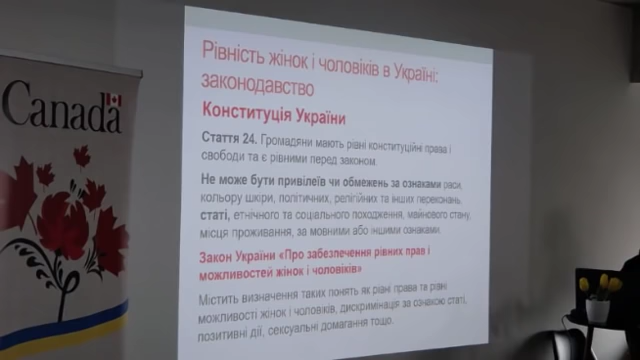 Canada
Рівність жінок і чоловіків в Україні:
законодавство
Конституція України
Стаття 24. Громадяни мають рівні конституційні права і
свободи та є рівними перед законом.
Не може бути привілеїв чи обмежень за ознаками раси,
кольору шкіри, політичних, релігійних та інших переконань,
статі, етнічного та соціального походження, майнового стану,
місця проживання, за мовними або іншими ознаками.
Закон України «Про забезпечення рівних прав і
можливостей жінок і чоловіків»
Містить визначення таких понять як рівні права та рівні
можливості жінок і чоловіків, дискримінація за ознакою статі,
позитивні дії, сексуальні домагання тощо.